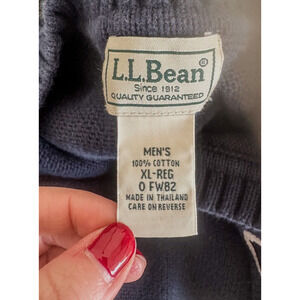 L.L.Bean®
Since 1912
QUALITY GUARANTEED
MEN'S
100% COTTON
XL-REG
0 FW82
MADE IN THAILAND
CARE ON REVERSE